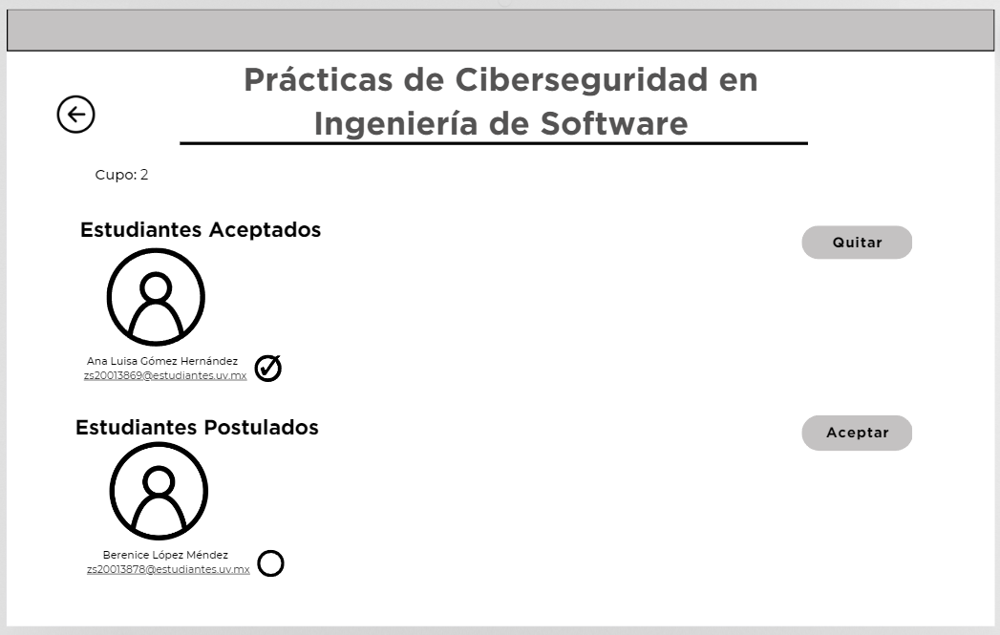 Prácticas de Ciberseguridad en
Ingeniería de Software
Cupo: 2
Estudiantes Aceptados
Quitar
Ana Luisa Gómez Hernández
zs20013869@estudiantes.uv.mx
Estudiantes Postulados
Aceptar
Berenice López Méndez
zs20013878@estudiantes.uv.mx